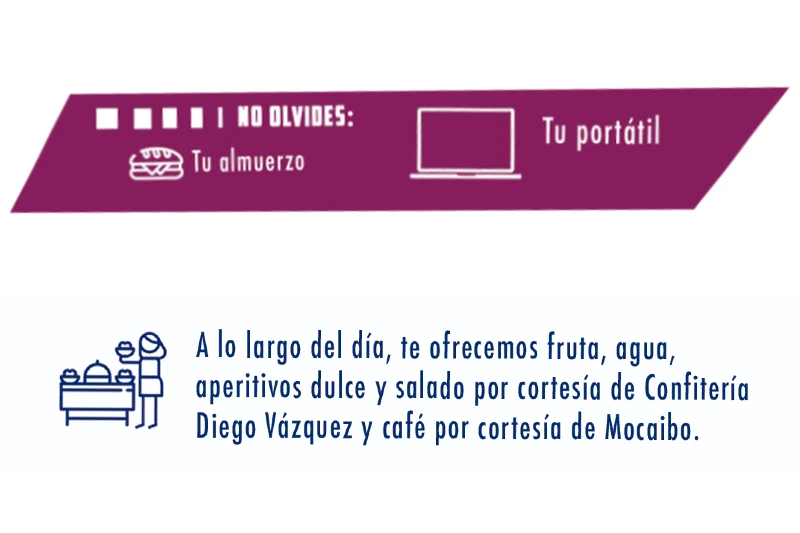 NO OLVIDES:
Tu almuerzo
Tu portátil
A lo largo del día, te ofrecemos fruta, agua,
aperitivos dulce y salado por cortesía de Confitería
Diego Vázquez y café por cortesía de Mocaibo.